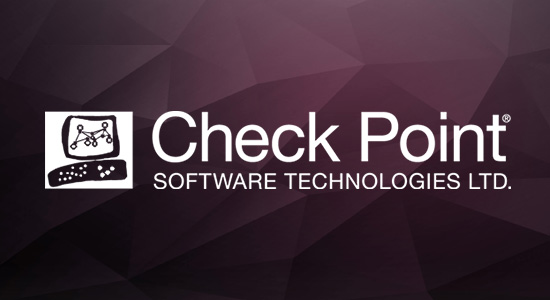 Check Point®
SOFTWARE TECHNOLOGIES LTD.